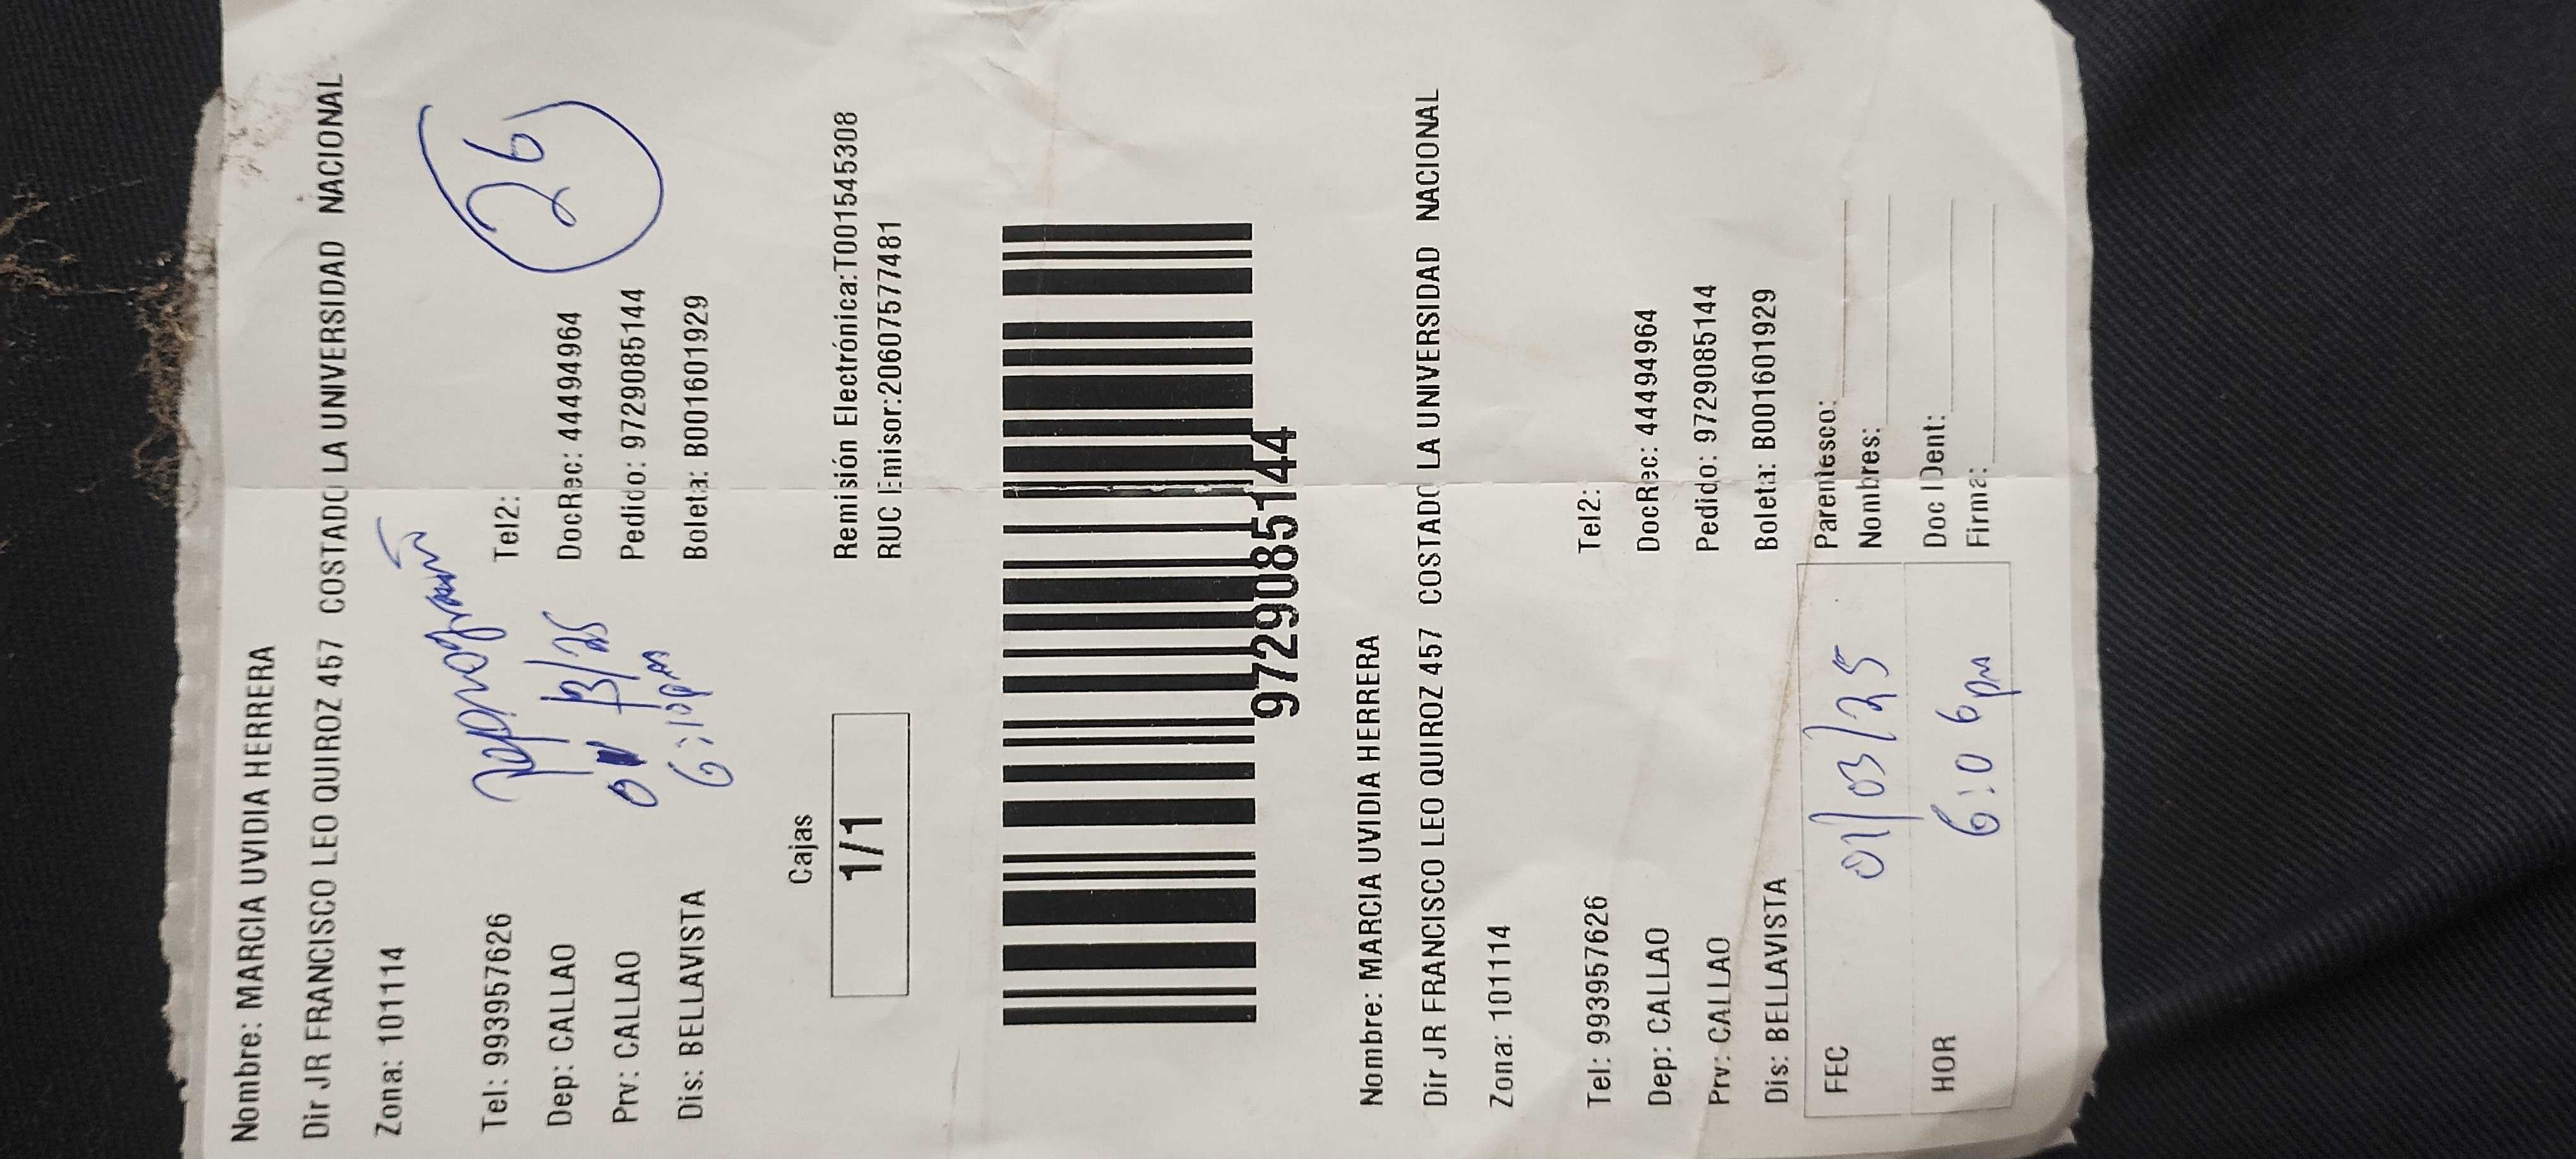 Nombre: MARCIA UVIDIA HERRERA
Dir JR FRANCISCO LEO QUIROZ 457 COSTADO LA UNIVERSIDAD NACIONAL
Zona: 101114
26
Tel: 993957626 Tel2:
Dep: CALLAO DocRec: 44494964
Prv: CALLAO Pedido: 9729085144
Dis: BELLAVISTA Boleta: B001601929
6:10pm
Cajas
1/1
Remisión Electrónica:T001545308
RUC Emisor:20607577481
9729085144
Nombre: MARCIA UVIDIA HERRERA
Dir JR FRANCISCO LEO QUIROZ 457 COSTADO LA UNIVERSIDAD NACIONAL
Zona: 101114
Tel: 993957626 Tel2:
Dep: CALLAO DocRec: 44494964
Prv: CALLAO Pedido: 9729085144
Dis: BELLAVISTA Boleta: B001601929
FEC 01/03/25 Parentesco:
Nombres:
HOR 6:06 pm Doc IDent:
Firma: